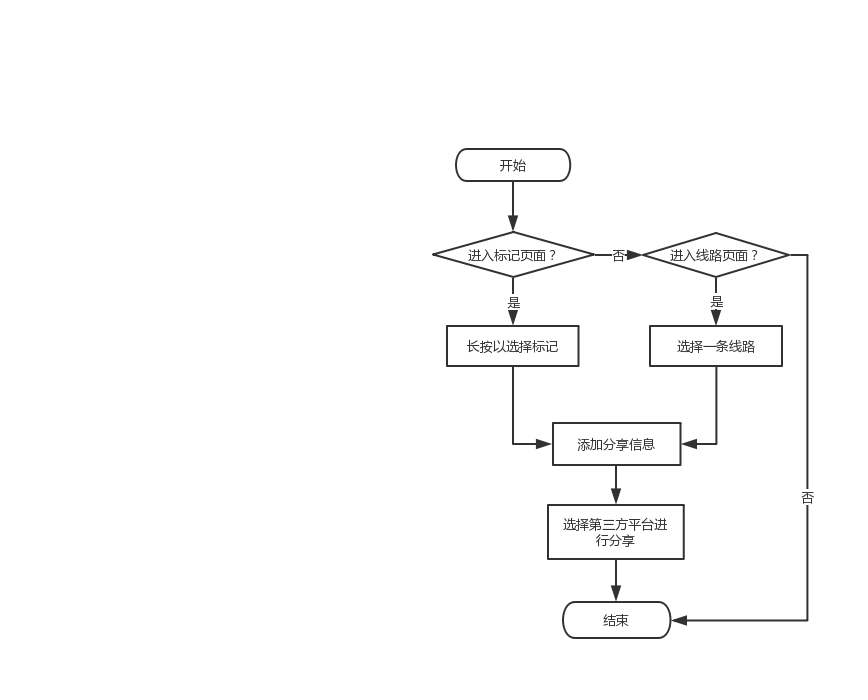 开始
进入标记页面？
否
进入线路页面？
是
是
长按以选择标记
选择一条线路
添加分享信息
否
选择第三方平台进
行分享
结束